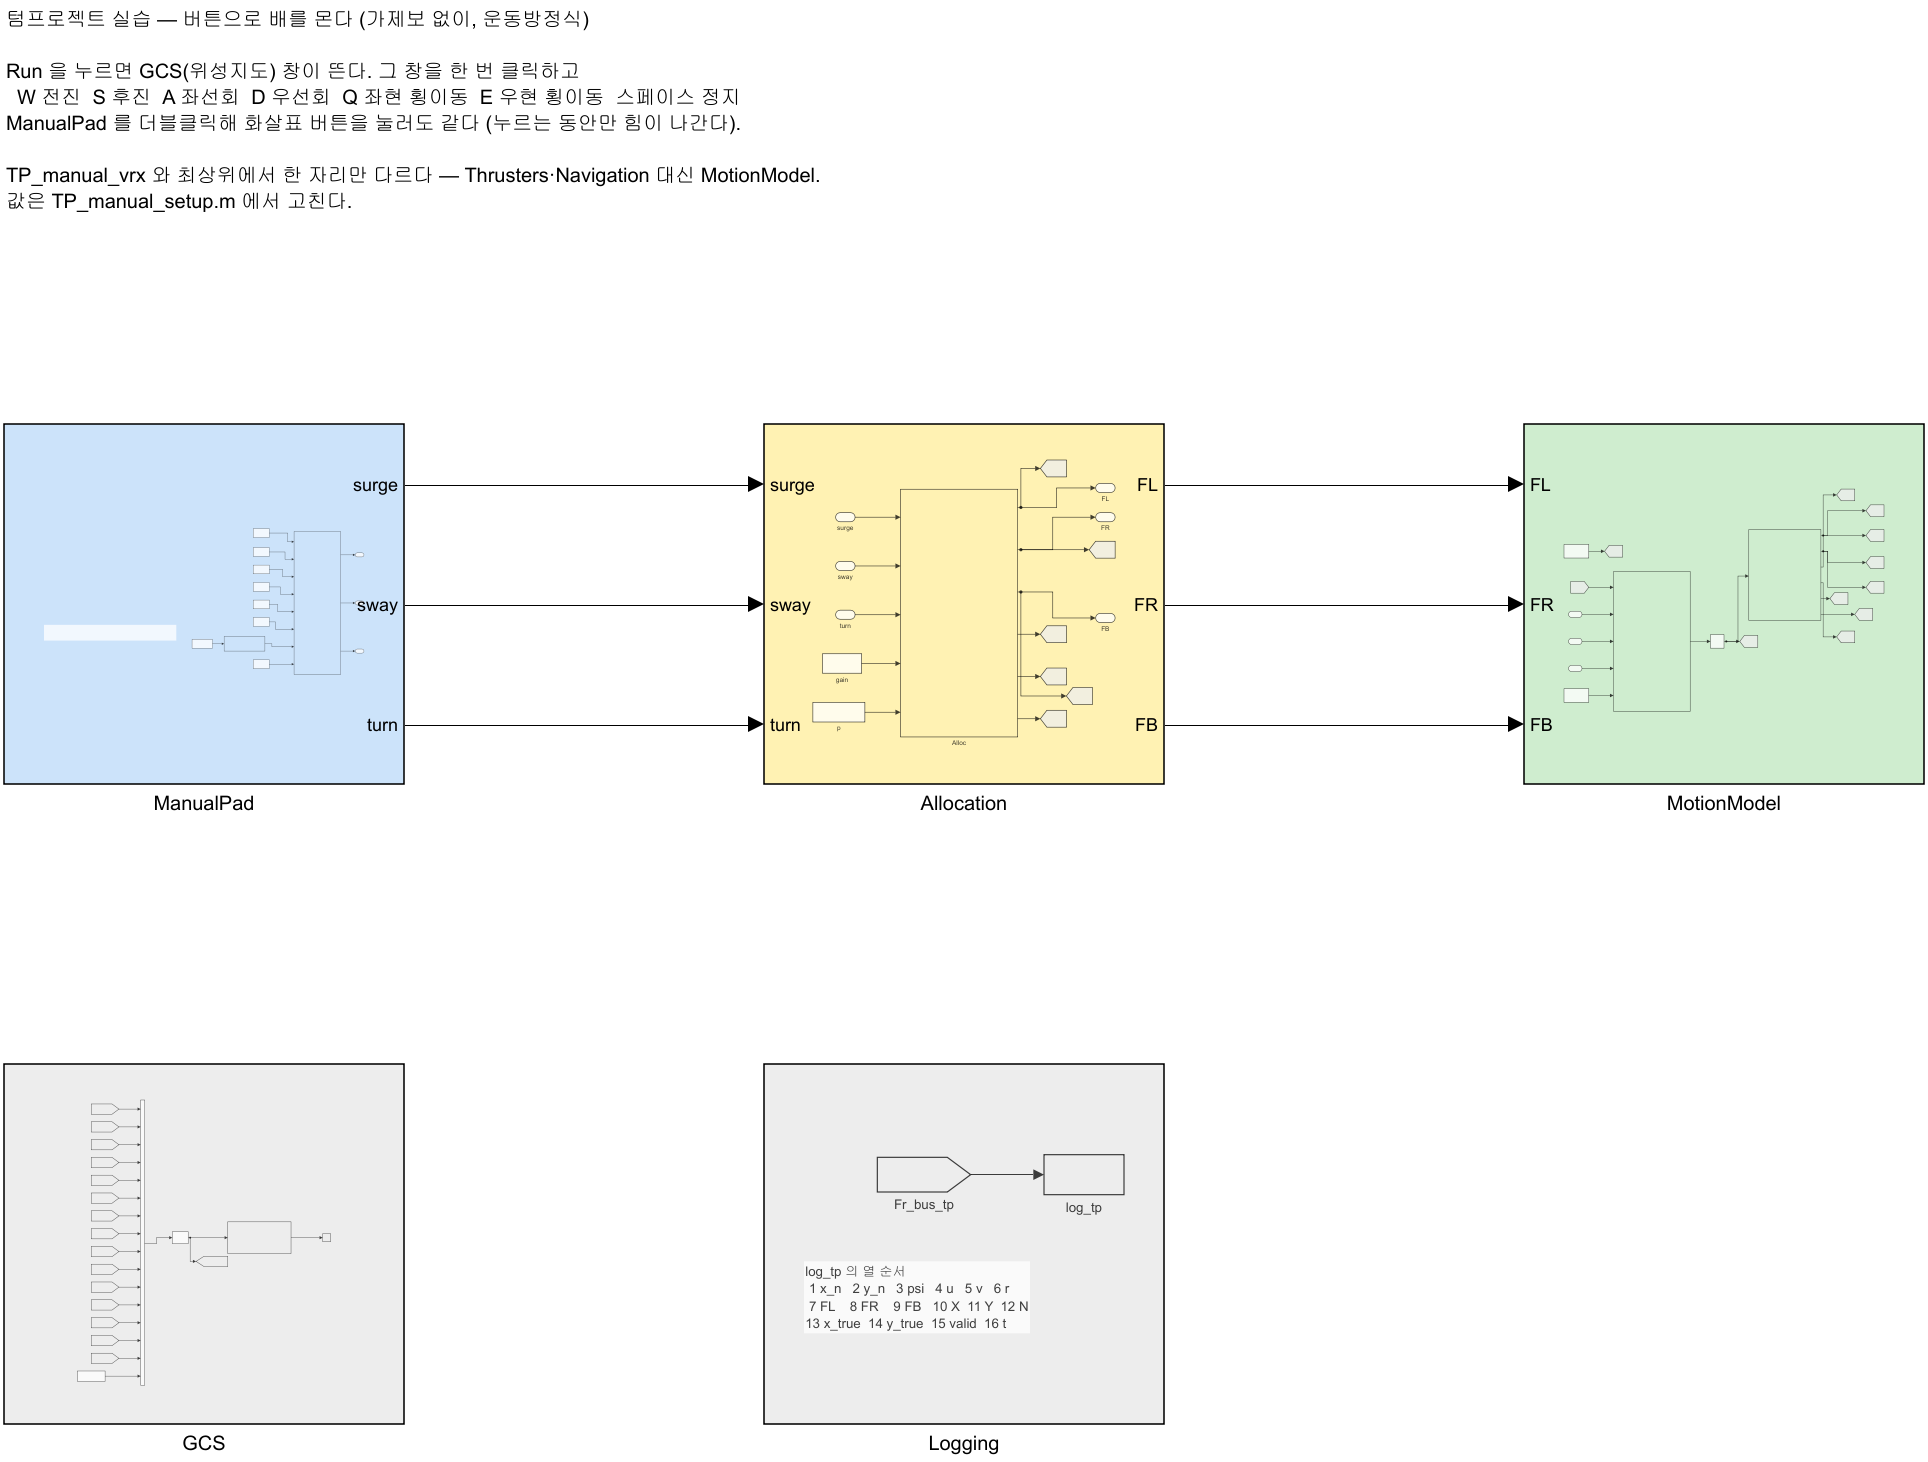 텀프로젝트 실습 — 버튼으로 배를 몬다 (가제보 없이, 운동방정식)
Run 을 누르면 GCS(위성지도) 창이 뜬다. 그 창을 한 번 클릭하고
W 전진  S 후진  A 좌선회  D 우선회  Q 좌현 횡이동  E 우현 횡이동  스페이스 정지
ManualPad 를 더블클릭해 화살표 버튼을 눌러도 같다 (누르는 동안만 힘이 나간다).
TP_manual_vrx 와 최상위에서 한 자리만 다르다 — Thrusters·Navigation 대신 MotionModel.
값은 TP_manual_setup.m 에서 고친다.
surge
sway
turn
ManualPad
surge
sway
turn
surge
sway
turn
gain
p
Alloc
FL
FR
FB
FL
FR
FB
Allocation
FL
FR
FB
MotionModel
GCS
Fr_bus_tp
log_tp
log_tp 의 열 순서
1 x_n  2 y_n  3 psi  4 u  5 v  6 r
7 FL  8 FR  9 FB  10 X  11 Y  12 N
13 x_true  14 y_true  15 valid  16 t
Logging